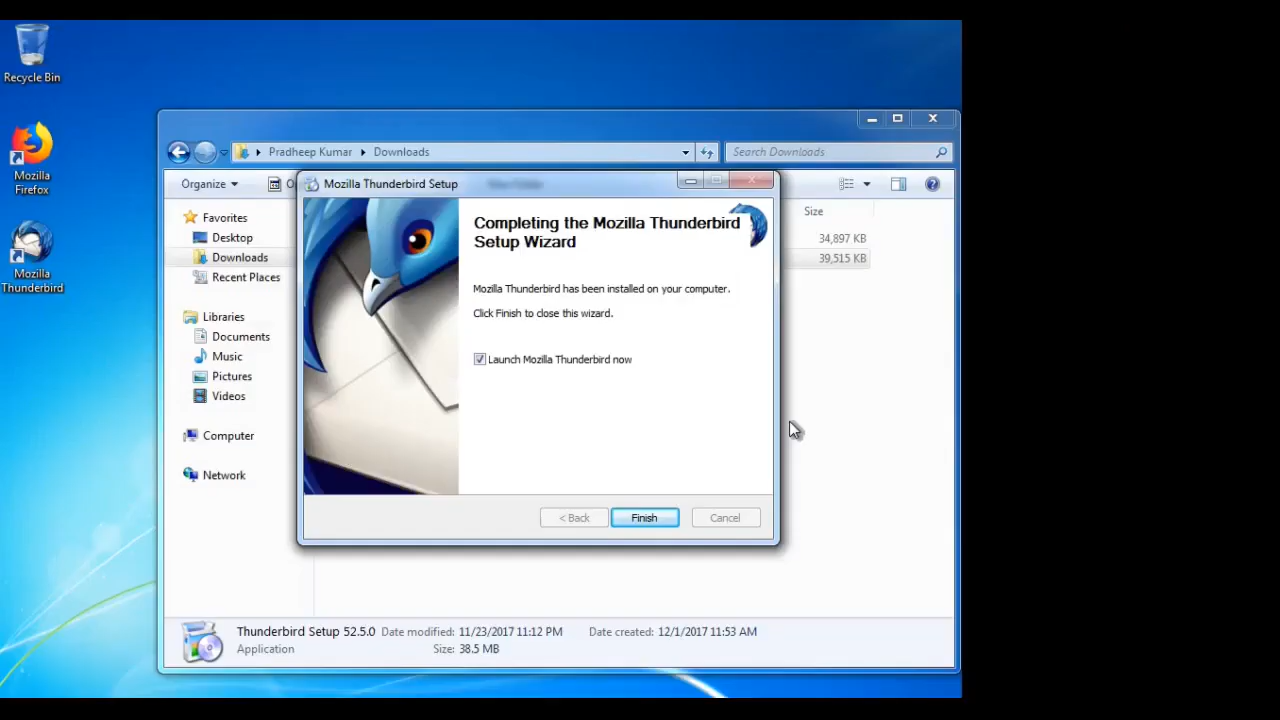 Recycle Bin
Mozilla
Firefox
Mozilla
Thunderbird
Pradheep Kumar
Downloads
Search Downloads
Organize
Mozilla Thunderbird Setup
Favorites
Desktop
Downloads
Recent Places
Libraries
Documents
Music
Pictures
Videos
Computer
Network
Completing the Mozilla Thunderbird
Setup Wizard
Mozilla Thunderbird has been installed on your computer.
Click Finish to close this wizard.
Launch Mozilla Thunderbird now
< Back
Finish
Cancel
Size
34,897 KB
39,515 KB
Thunderbird Setup 52.5.0 Date modified: 11/23/2017 11:12 PM Date created: 12/1/2017 11:53 AM
Application Size: 38.5 MB